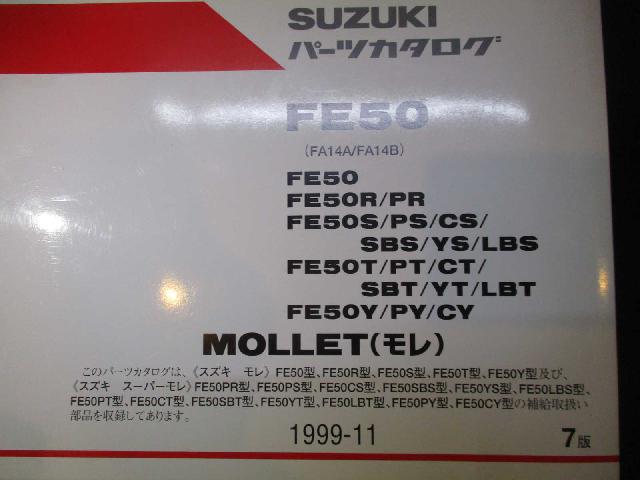 SUZUKI
パーツカタログ
FE50
(FA14A/FA14B)
FE50
FE50R/PR
FE50S/PS/CS/
SBS/YS/LBS
FE50T/PT/CT/
SBT/YT/LBT
FE50Y/PY/CY
MOLLET(モレ)
このパーツカタログは、《スズキ モレ》FE50型、FE50R型、FE50S型、FE50T型、FE50Y型及び、
《スズキ スーパーモレ》FE50PR型、FE50PS型、FE50CS型、FE50SBS型、FE50YS型、FE50LBS型、
FE50PT型、FE50CT型、FE50SBT型、FE50YT型、FE50LBT型、FE50PY型、FE50CY型の補給取扱い
部品を収録してあります。
1999-11
7版